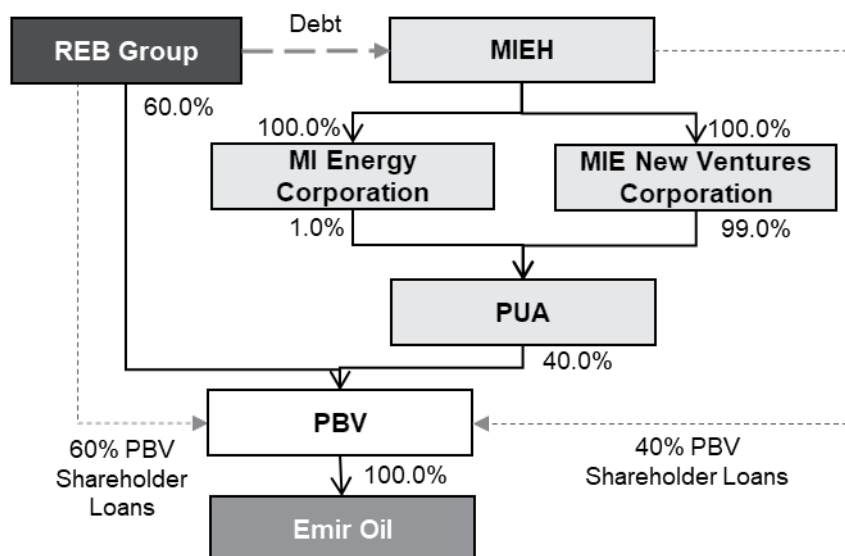 Debt
REB Group
MIEH
60.0%
100.0%
100.0%
MI Energy
Corporation
MIE New Ventures
Corporation
1.0%
99.0%
PUA
40.0%
PBV
60% PBV
Shareholder
Loans
40% PBV
Shareholder Loans
100.0%
Emir Oil